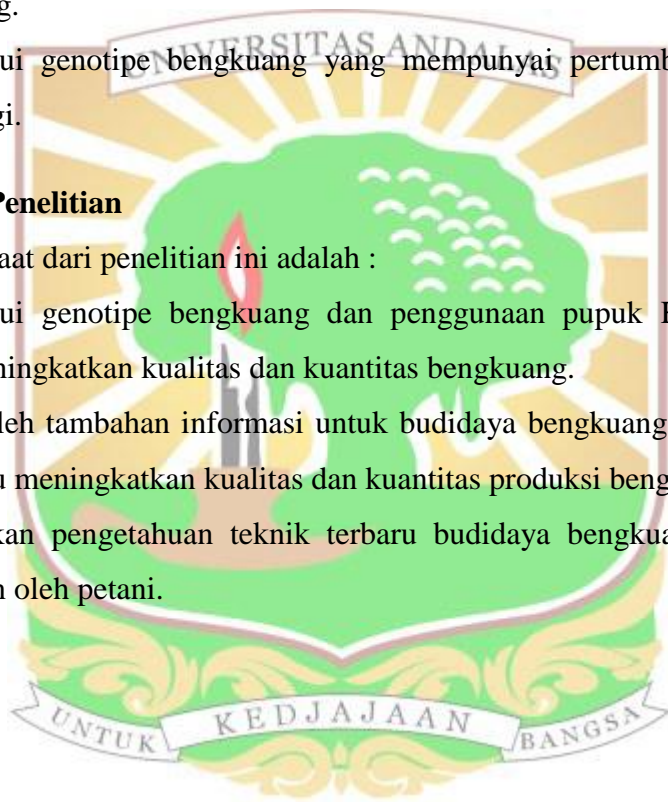 g.
UNIVERSITAS ANDALAS
ui genotipe bengkuang yang mempunyai pertumb
gi.
Penelitian
aat dari penelitian ini adalah :
ui genotipe bengkuang dan penggunaan pupuk
ningkatkan kualitas dan kuantitas bengkuang.
leh tambahan informasi untuk budidaya bengkuang
u meningkatkan kualitas dan kuantitas produksi beng
kan pengetahuan teknik terbaru budidaya bengkua
n oleh petani.
UNTUK KEDJAJAAN BANGSA